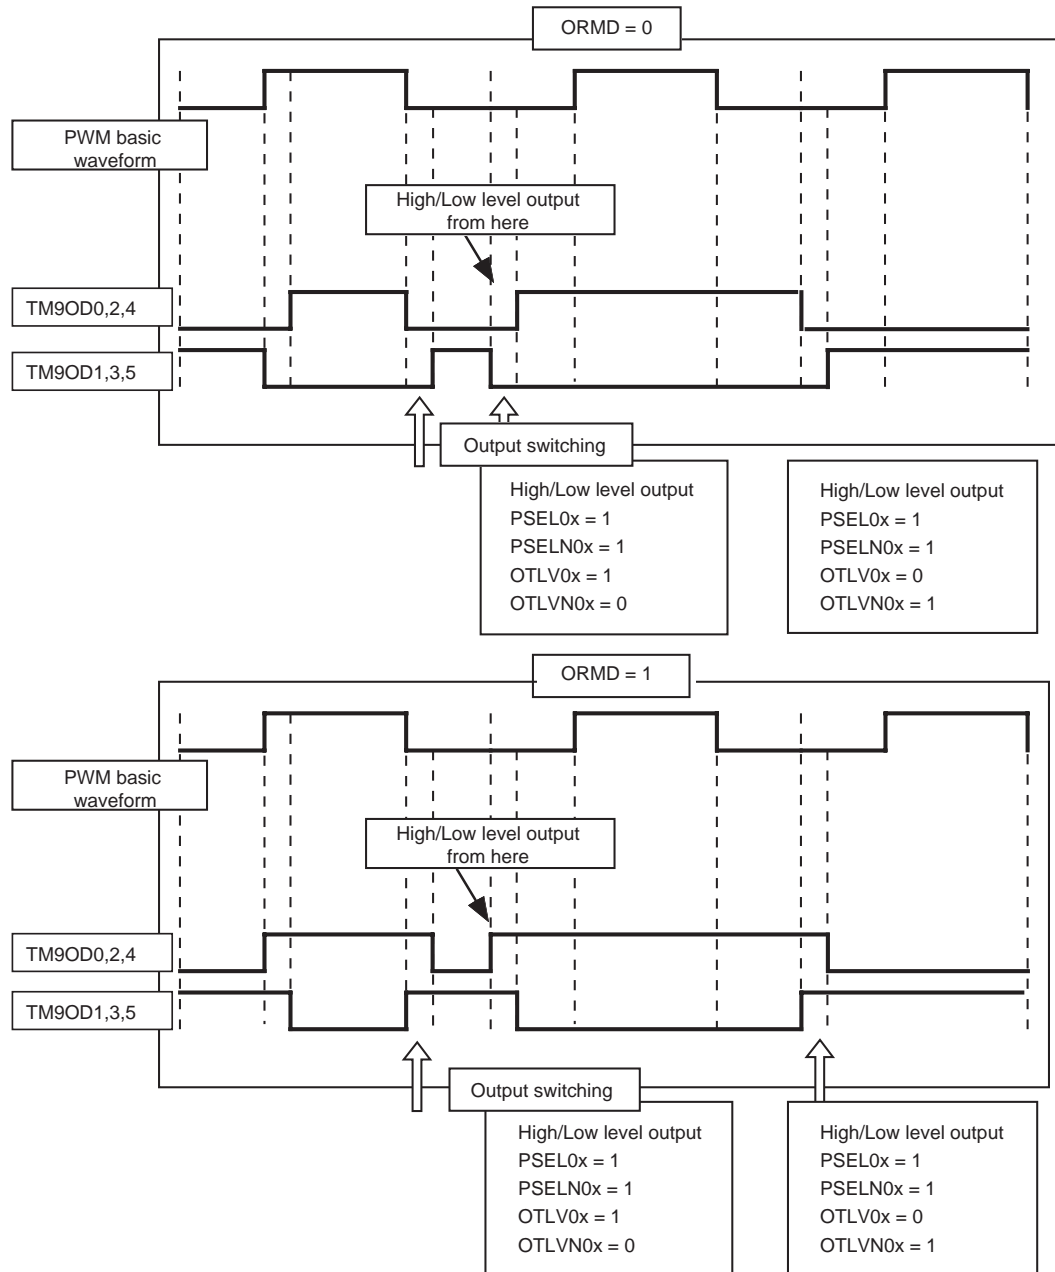 ORMD = 0
PWM basic
waveform
High/Low level output
from here
TM9OD0,2,4
TM9OD1,3,5
Output switching
High/Low level output
PSEL0x = 1
PSELN0x = 1
OTLV0x = 1
OTLVN0x = 0
High/Low level output
PSEL0x = 1
PSELN0x = 1
OTLV0x = 0
OTLVN0x = 1
ORMD = 1
PWM basic
waveform
High/Low level output
from here
TM9OD0,2,4
TM9OD1,3,5
Output switching
High/Low level output
PSEL0x = 1
PSELN0x = 1
OTLV0x = 1
OTLVN0x = 0
High/Low level output
PSEL0x = 1
PSELN0x = 1
OTLV0x = 0
OTLVN0x = 1